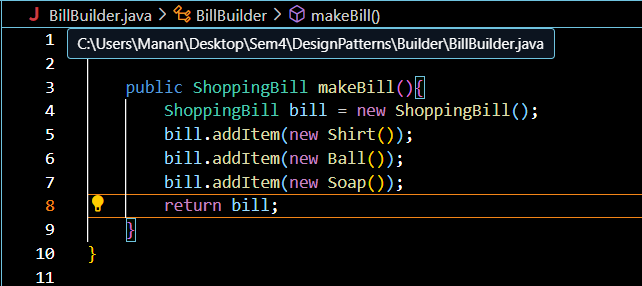 BillBuilder.java > BillBuilder > makeBill()
1
C:\Users\Manan\Desktop\Sem4\DesignPatterns\Builder\BillBuilder.java
2
3 public ShoppingBill makeBill(){
4 ShoppingBill bill = new ShoppingBill();
5 bill.addItem(new Shirt());
6 bill.addItem(new Ball());
7 bill.addItem(new Soap());
8 return bill;
9 }
10 }
11